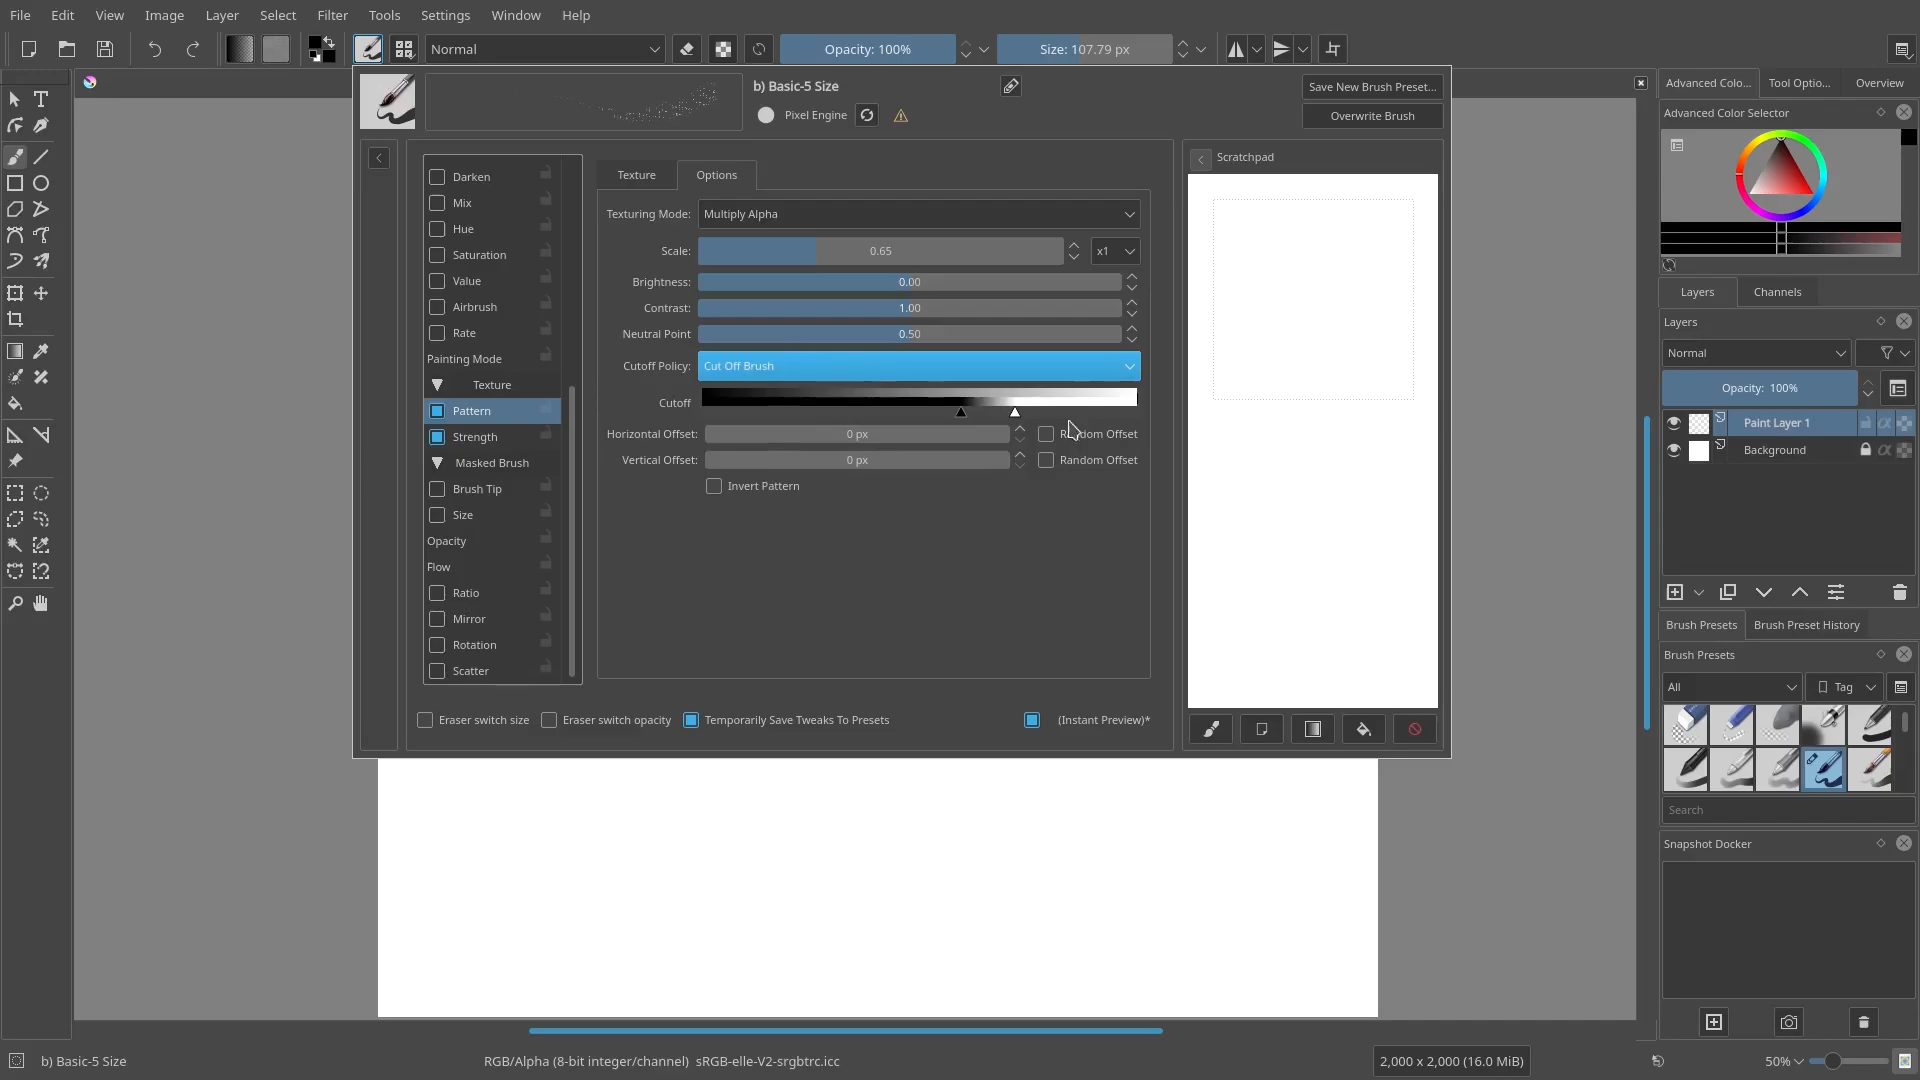 File Edit View Image Layer Select Filter Tools Settings Window Help
Normal Opacity: 100% Size: 107.79 px
b) Basic-5 Size
Pixel Engine
Save New Brush Preset...
Overwrite Brush
Darken
Mix
Hue
Saturation
Value
Airbrush
Rate
Painting Mode
Texture
Pattern
Strength
Masked Brush
Brush Tip
Size
Opacity
Flow
Ratio
Mirror
Rotation
Scatter
Texture Options
Texturing Mode: Multiply Alpha
Scale: 0.65 x1
Brightness: 0.00
Contrast: 1.00
Neutral Point 0.50
Cutoff Policy: Cut Off Brush
Cutoff
Horizontal Offset: 0 px Random Offset
Vertical Offset: 0 px Random Offset
Invert Pattern
Eraser switch size Eraser switch opacity Temporarily Save Tweaks To Presets (Instant Preview)*
Scratchpad
Advanced Colo... Tool Optio... Overview
Advanced Color Selector
Layers Channels
Layers
Normal
Opacity: 100%
Paint Layer 1
Background
Brush Presets Brush Preset History
Brush Presets
All Tag
Search
Snapshot Docker
b) Basic-5 Size RGB/Alpha (8-bit integer/channel) sRGB-elle-V2-srgbtrc.icc 2,000 x 2,000 (16.0 MiB) 50%